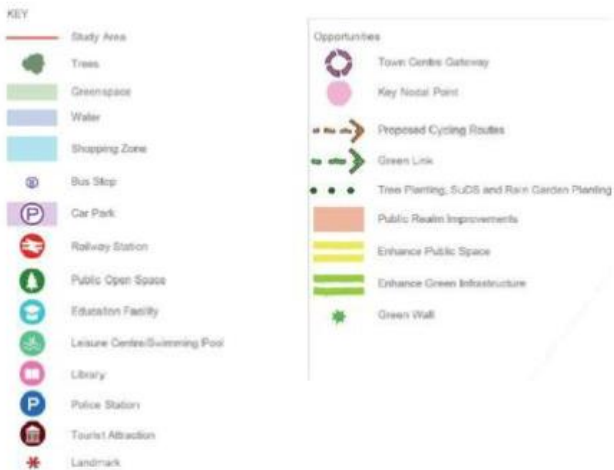 KEY
Study Area
Trees
Greenspace
Water
Shopping Zone
Bus Stop
P
Car Park
Railway Station
Public Open Space
Education Facility
Leisure Centre/Swimming Pool
Library
P
Police Station
Tourist Attraction
Landmark
Opportunities
Town Centre Gateway
Key Nodal Point
Proposed Cycling Routes
Green Link
Tree Planting, SuDS and Rain Garden Planting
Public Realm Improvements
Enhance Public Space
Enhance Green Infrastructure
Green Wall